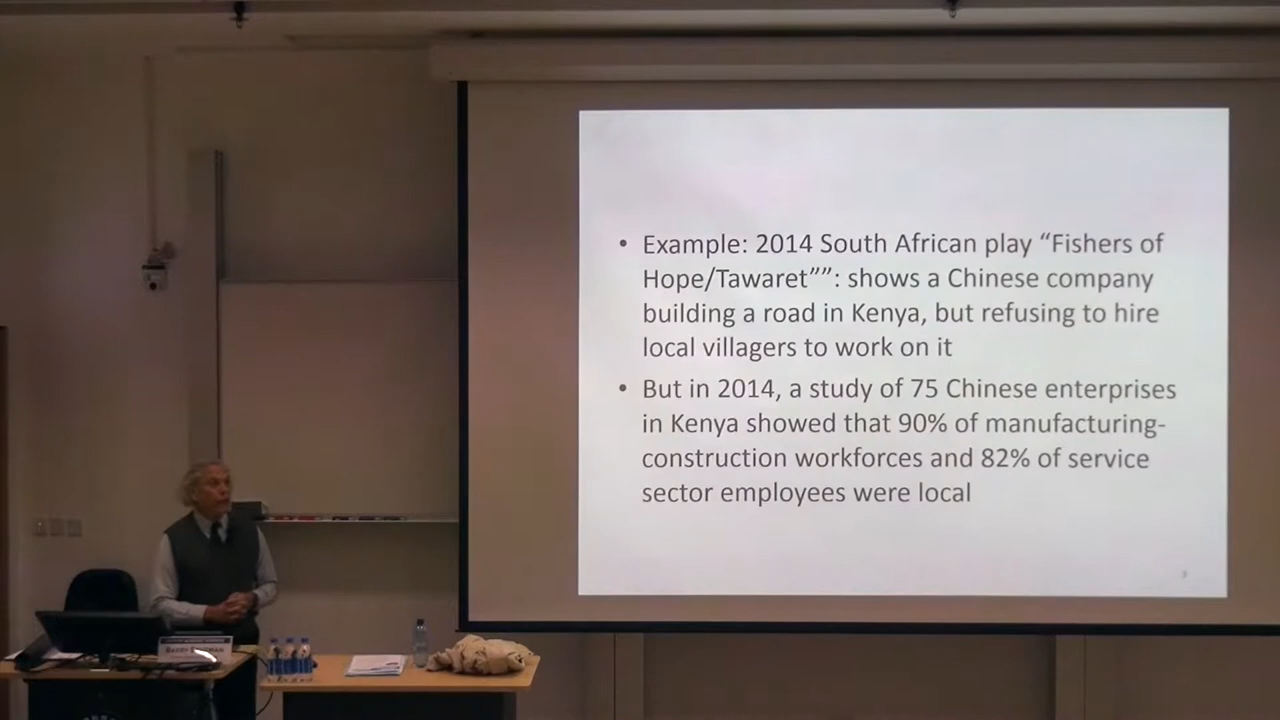 • Example: 2014 South African play “Fishers of
Hope/Tawaret””: shows a Chinese company
building a road in Kenya, but refusing to hire
local villagers to work on it
• But in 2014, a study of 75 Chinese enterprises
in Kenya showed that 90% of manufacturing-
construction workforces and 82% of service
sector employees were local